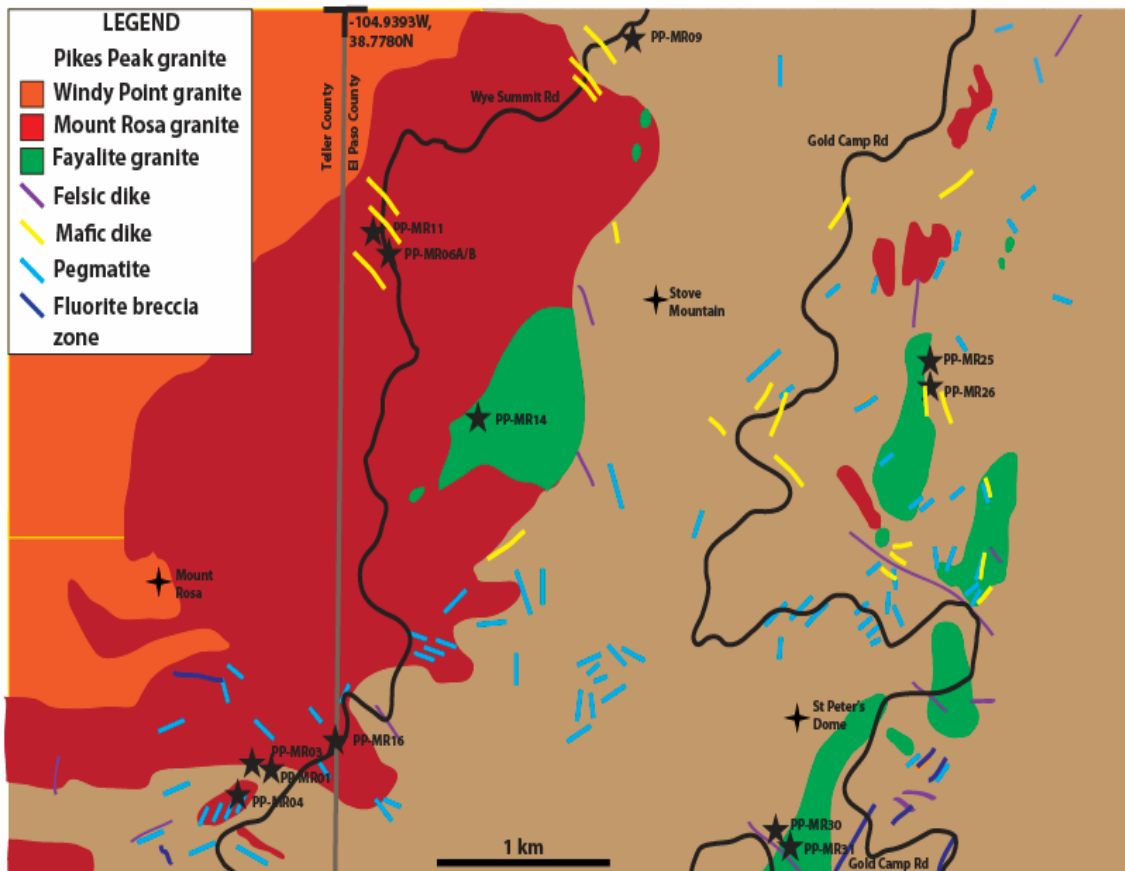 LEGEND
Pikes Peak granite
Windy Point granite
Mount Rosa granite
Fayalite granite
Felsic dike
Mafic dike
Pegmatite
Fluorite breccia
zone
-104.9393W,
38.7780N
Teller County
El Paso County
Wye Summit Rd
PP-MR09
Gold Camp Rd
PP-MR11
PP-MR06A/B
Stove
Mountain
PP-MR25
PP-MR26
PP-MR14
Mount
Rosa
St Peter's
Dome
PP-MR16
PP-MR03
PP-MR01
PP-MR04
PP-MR30
PP-MR31
Gold Camp Rd
1 km